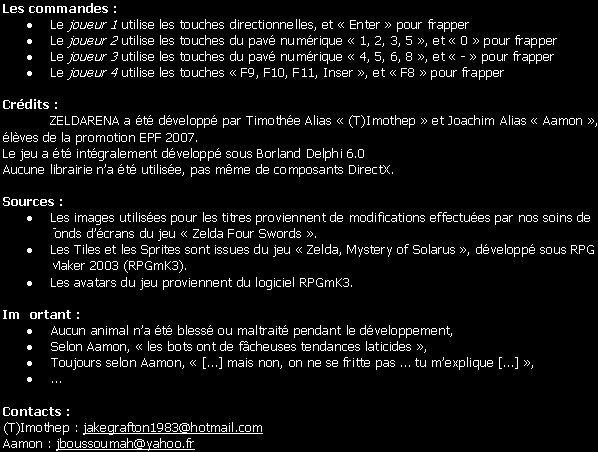 Les commandes :
• Le joueur 1 utilise les touches directionnelles, et « Enter » pour frapper
• Le joueur 2 utilise les touches du pavé numérique « 1, 2, 3, 5 », et « 0 » pour frapper
• Le joueur 3 utilise les touches du pavé numérique « 4, 5, 6, 8 », et « - » pour frapper
• Le joueur 4 utilise les touches « F9, F10, F11, Inser », et « F8 » pour frapper
Crédits :
ZELDARENA a été développé par Timothée Alias « (T)Imothep » et Joachim Alias « Aamon »,
élèves de la promotion EPF 2007.
Le jeu a été intégralement développé sous Borland Delphi 6.0
Aucune librairie n'a été utilisée, pas même de composants DirectX.
Sources :
• Les images utilisées pour les titres proviennent de modifications effectuées par nos soins de
fonds d'écrans du jeu « Zelda Four Swords ».
• Les Tiles et les Sprites sont issues du jeu « Zelda, Mystery of Solarus », développé sous RPG
Maker 2003 (RPGmK3).
• Les avatars du jeu proviennent du logiciel RPGmK3.
Im ortant :
• Aucun animal n'a été blessé ou maltraité pendant le développement,
• Selon Aamon, « les bots ont de fâcheuses tendances laticides »,
• Toujours selon Aamon, « [...] mais non, on ne se fritte pas ... tu m'explique [...] »,
• ...
Contacts :
(T)Imothep : jakegrafton1983@hotmail.com
Aamon : jboussoumah@yahoo.fr